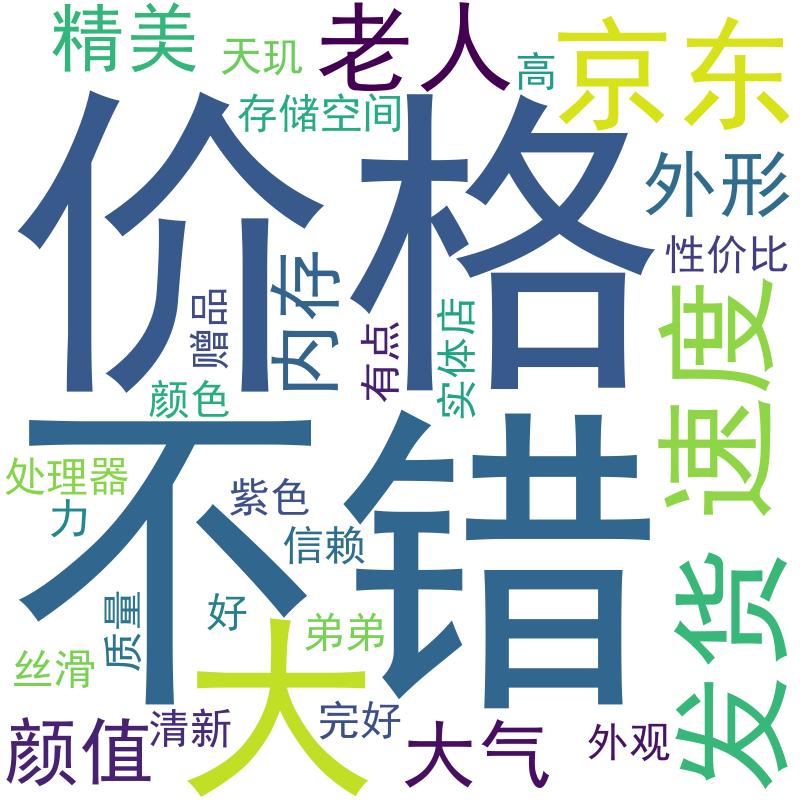 精美
天玑
老人
高
京东
存储空间
价格
外形
性价比
内存
赠品
有点
实体店
速度
颜色
不错
处理器
紫色
力
信赖
质量
好
弟弟
发货
丝滑
大
颜值
清新
完好
大气
外观